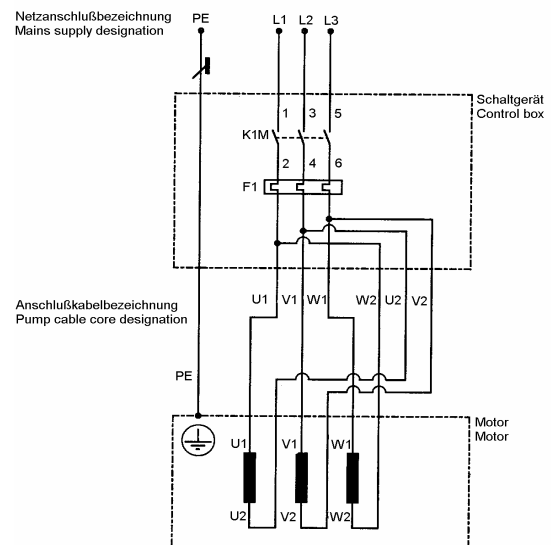 Netzanschlußbezeichnung PE L1 L2 L3
Mains supply designation
Schaltgerät
Control box
1 3 5
K1M
2 4 6
F1
U1 V1 W1 W2 U2 V2
Anschlußkabelbezeichnung
Pump cable core designation
PE
Motor
Motor
U1 V1 W1
U2 V2 W2